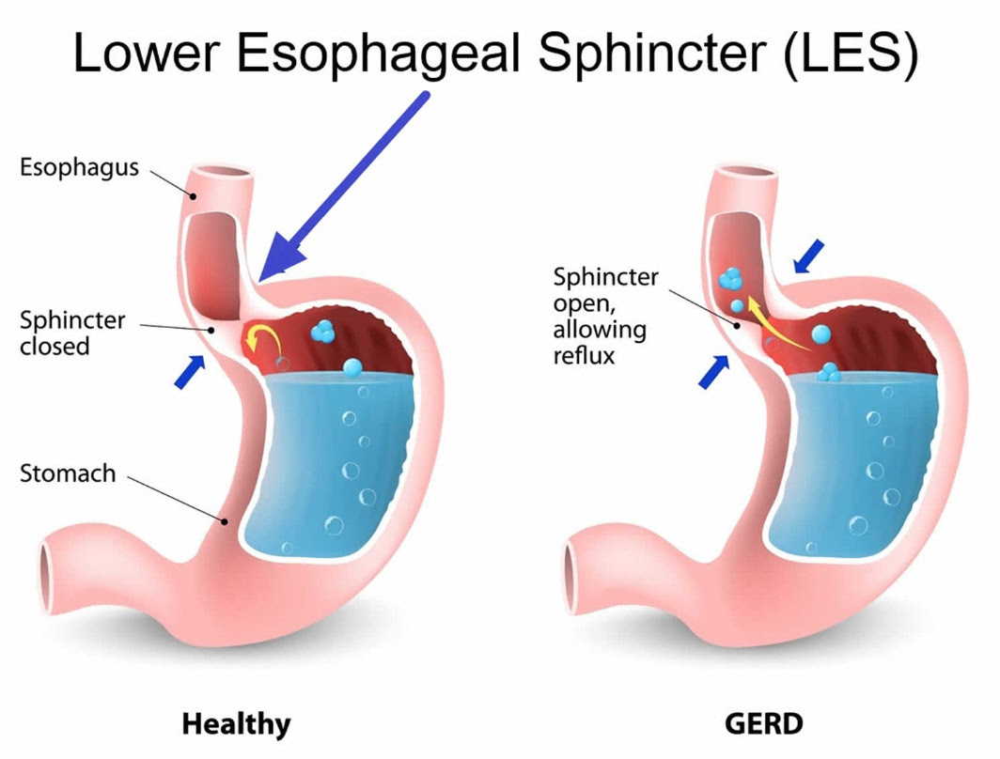 Lower Esophageal Sphincter (LES)
Esophagus
Sphincter
closed
Stomach
Healthy
Sphincter
open,
allowing
reflux
GERD